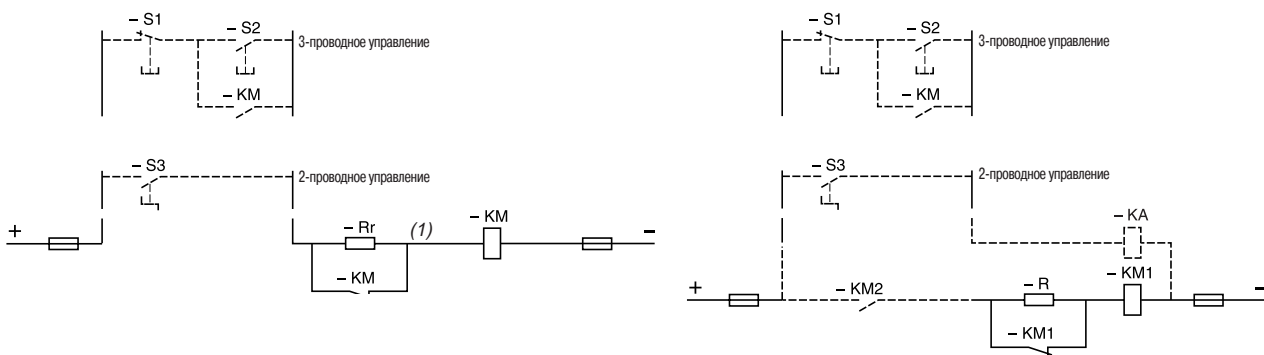 – S1
– S2
3-проводное управление
– KM
– S3
2-проводное управление
+
– Rr
(1)
– KM
–
– KM
– S1
– S2
3-проводное управление
– KM
– S3
2-проводное управление
– KA
+
– KM2
– R
– KM1
–
– KM1